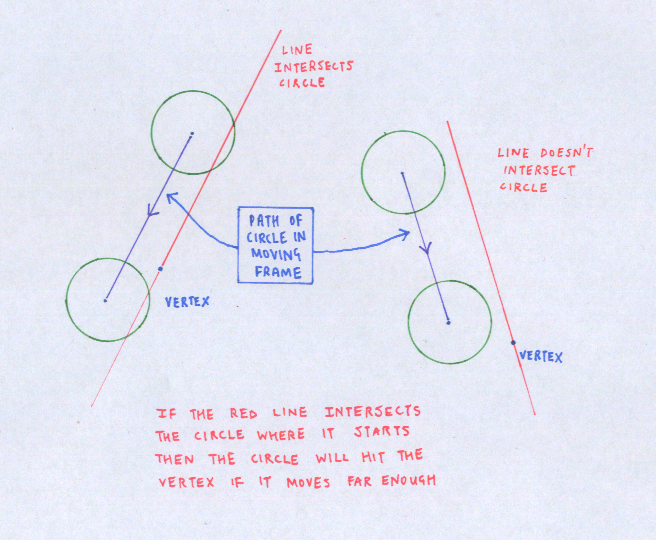 LINE
INTERSECTS
CIRCLE
LINE DOESN'T
INTERSECT
CIRCLE
PATH OF
CIRCLE IN
MOVING
FRAME
VERTEX
VERTEX
IF THE RED LINE INTERSECTS
THE CIRCLE WHERE IT STARTS
THEN THE CIRCLE WILL HIT THE
VERTEX IF IT MOVES FAR ENOUGH